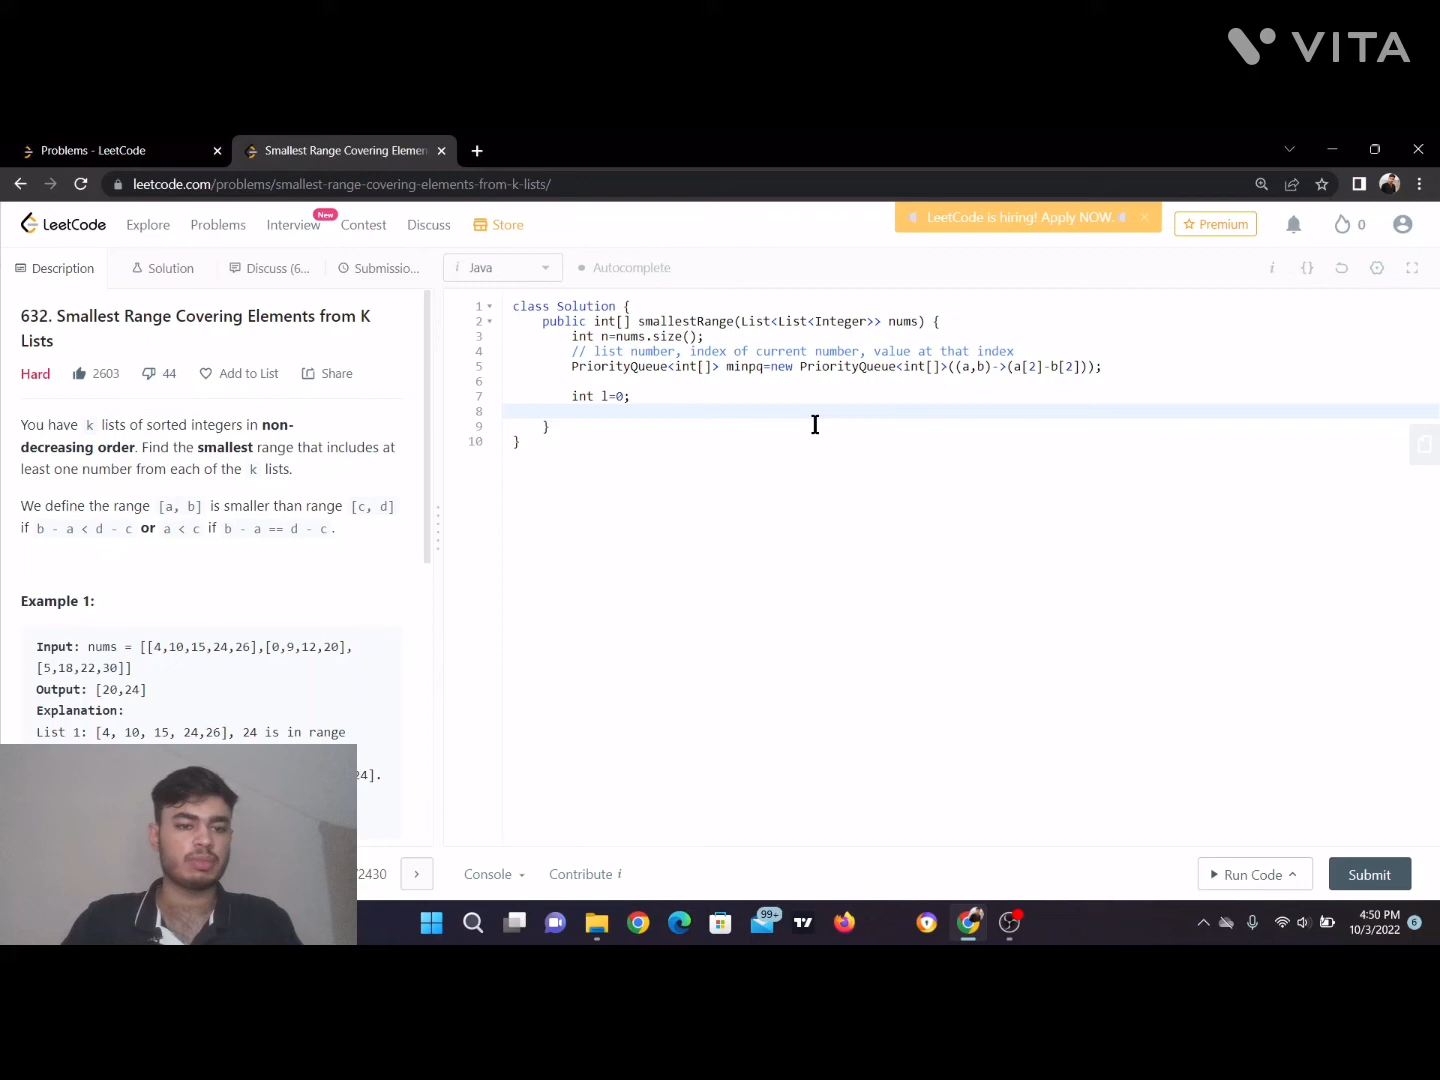 VITA
Problems - LeetCode
Smallest Range Covering Elemen
leetcode.com/problems/smallest-range-covering-elements-from-k-lists/
LeetCode
Explore
Problems
Interview
New
Contest
Discuss
Store
LeetCode is hiring! Apply NOW.
Premium
0
Description
Solution
Discuss (6...
Submissio...
i Java
Autocomplete
632. Smallest Range Covering Elements from K
Lists
Hard
2603
44
Add to List
Share
You have k lists of sorted integers in non-
decreasing order. Find the smallest range that includes at
least one number from each of the k lists.
We define the range [a, b] is smaller than range [c, d]
if b - a < d - c or a < c if b - a == d - c.
Example 1:
Input: nums = [[4,10,15,24,26],[0,9,12,20],
[5,18,22,30]]
Output: [20,24]
Explanation:
List 1: [4, 10, 15, 24,26], 24 is in range
24].
1 class Solution {
2 public int[] smallestRange(List<List<Integer>> nums) {
3 int n=nums.size();
4 // list number, index of current number, value at that index
5 PriorityQueue<int[]> minpq=new PriorityQueue<int[]>((a,b)->(a[2]-b[2]));
6
7 int l=0;
8
9 }
10 }
/2430
Console
Contribute i
Run Code
Submit
99+
4:50 PM
10/3/2022
6